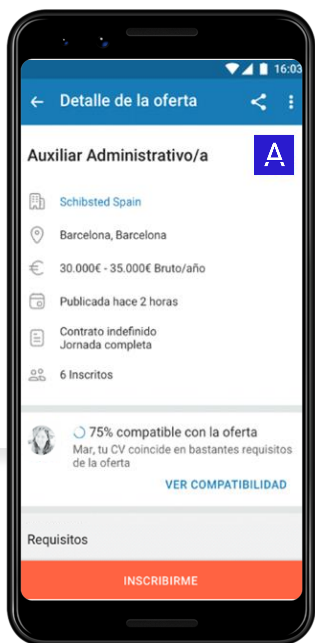 16:03
Detalle de la oferta
Auxiliar Administrativo/a
A
Schibsted Spain
Barcelona, Barcelona
30.000€ - 35.000€ Bruto/año
Publicada hace 2 horas
Contrato indefinido
Jornada completa
6 Inscritos
75% compatible con la oferta
Mar, tu CV coincide en bastantes requisitos
de la oferta
VER COMPATIBILIDAD
Requisitos
INSCRIBIRME